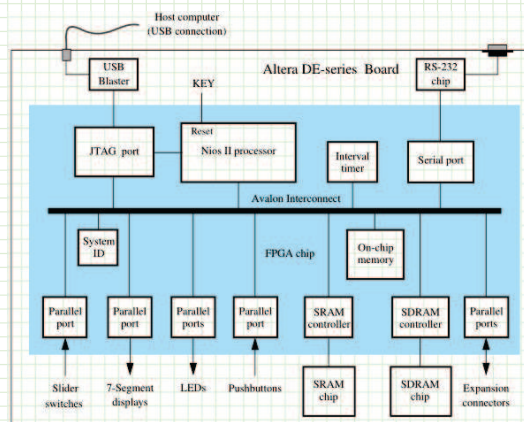 Host computer
(USB connection)
USB
Blaster
Altera DE-series Board
RS-232
chip
KEY
Reset
JTAG port
Nios II processor
Interval
timer
Serial port
Avalon Interconnect
System
ID
FPGA chip
On-chip
memory
Parallel
port
Parallel
port
Parallel
ports
Parallel
port
SRAM
controller
SDRAM
controller
Parallel
ports
Slider
switches
7-Segment
displays
LEDs
Pushbuttons
SRAM
chip
SDRAM
chip
Expansion
connectors